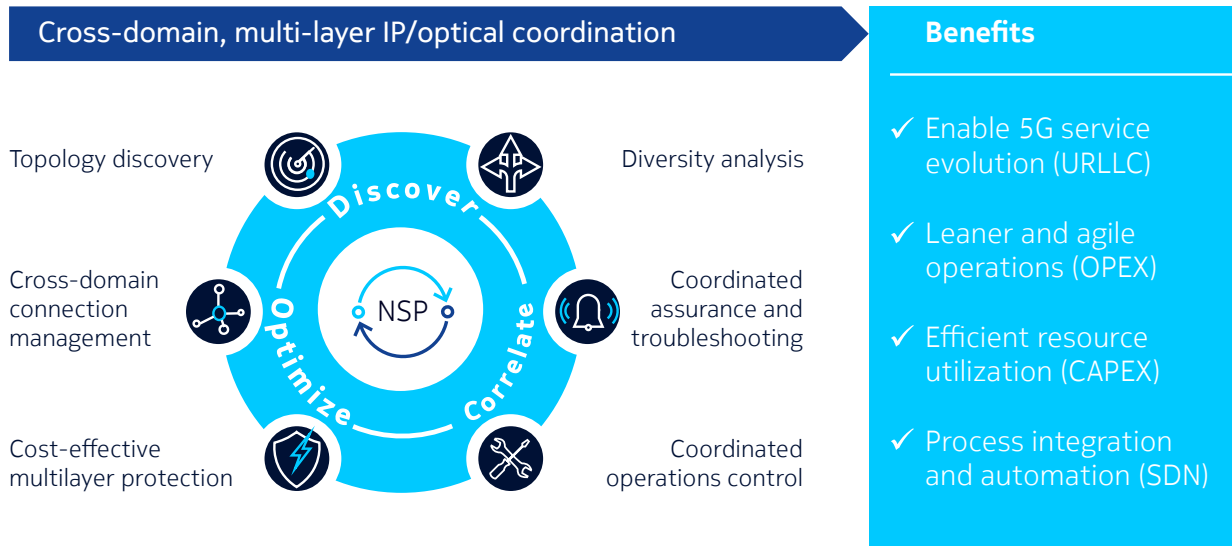 Cross-domain, multi-layer IP/optical coordination
Topology discovery
Cross-domain
connection
management
Cost-effective
multilayer protection
Discover
Optimize
Correlate
NSP
Diversity analysis
Coordinated
assurance and
troubleshooting
Coordinated
operations control
Benefits
✓ Enable 5G service
evolution (URLLC)
✓ Leaner and agile
operations (OPEX)
✓ Efficient resource
utilization (CAPEX)
✓ Process integration
and automation (SDN)